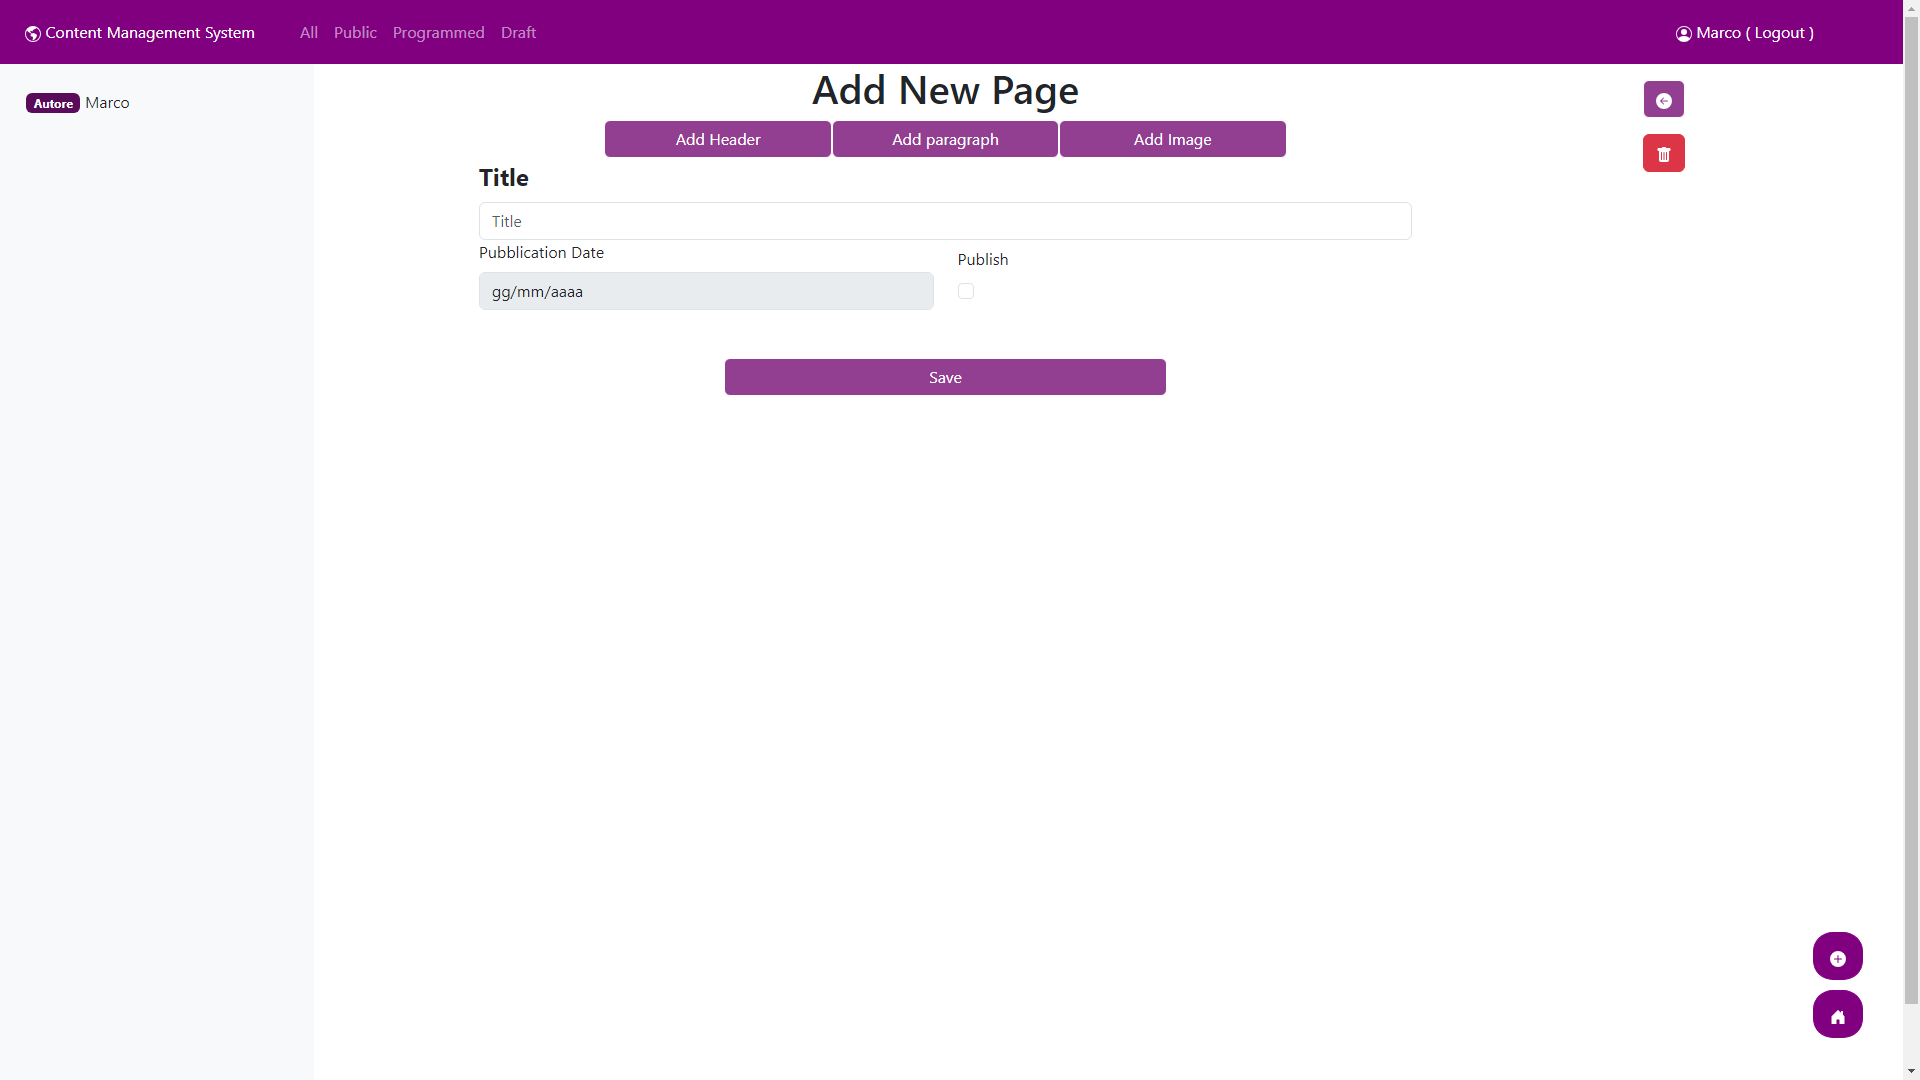 Content Management System All Public Programmed Draft Marco ( Logout )
Autore Marco
Add New Page
Add Header Add paragraph Add Image
Title
Title
Pubblication Date
Publish
gg/mm/aaaa
Save